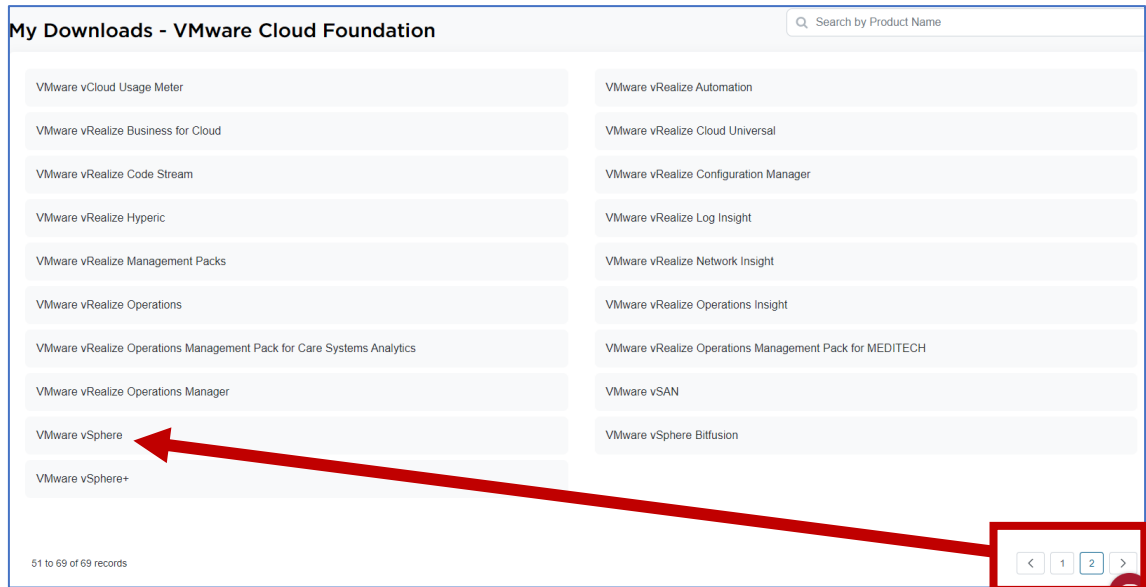 My Downloads - VMware Cloud Foundation
Search by Product Name
VMware vCloud Usage Meter
VMware vRealize Automation
VMware vRealize Business for Cloud
VMware vRealize Cloud Universal
VMware vRealize Code Stream
VMware vRealize Configuration Manager
VMware vRealize Hyperic
VMware vRealize Log Insight
VMware vRealize Management Packs
VMware vRealize Network Insight
VMware vRealize Operations
VMware vRealize Operations Insight
VMware vRealize Operations Management Pack for Care Systems Analytics
VMware vRealize Operations Management Pack for MEDITECH
VMware vRealize Operations Manager
VMware vSAN
VMware vSphere
VMware vSphere Bitfusion
VMware vSphere+
51 to 69 of 69 records
1 2